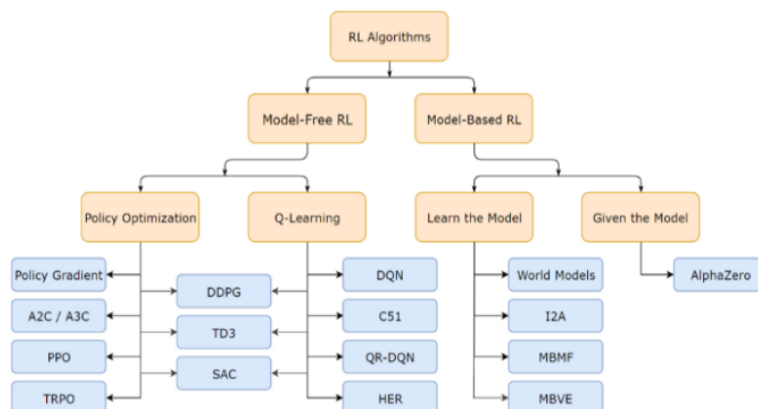 RL Algorithms
Model-Free RL
Model-Based RL
Policy Optimization
Q-Learning
Learn the Model
Given the Model
Policy Gradient
DDPG
DQN
World Models
AlphaZero
A2C / A3C
TD3
C51
I2A
PPO
SAC
QR-DQN
MBMF
TRPO
HER
MBVE